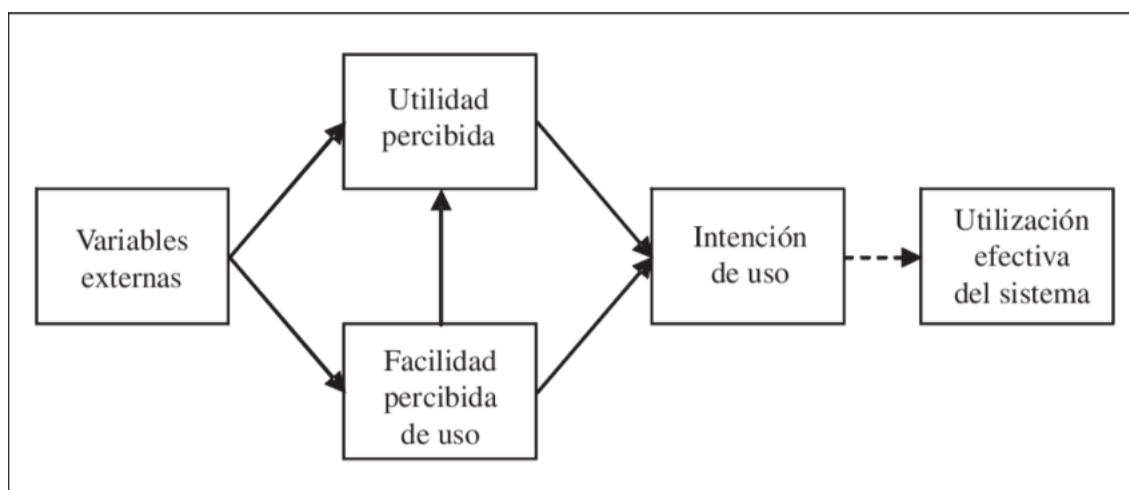 Variables
externas
Utilidad
percibida
Facilidad
percibida
de uso
Intención
de uso
Utilización
efectiva
del sistema